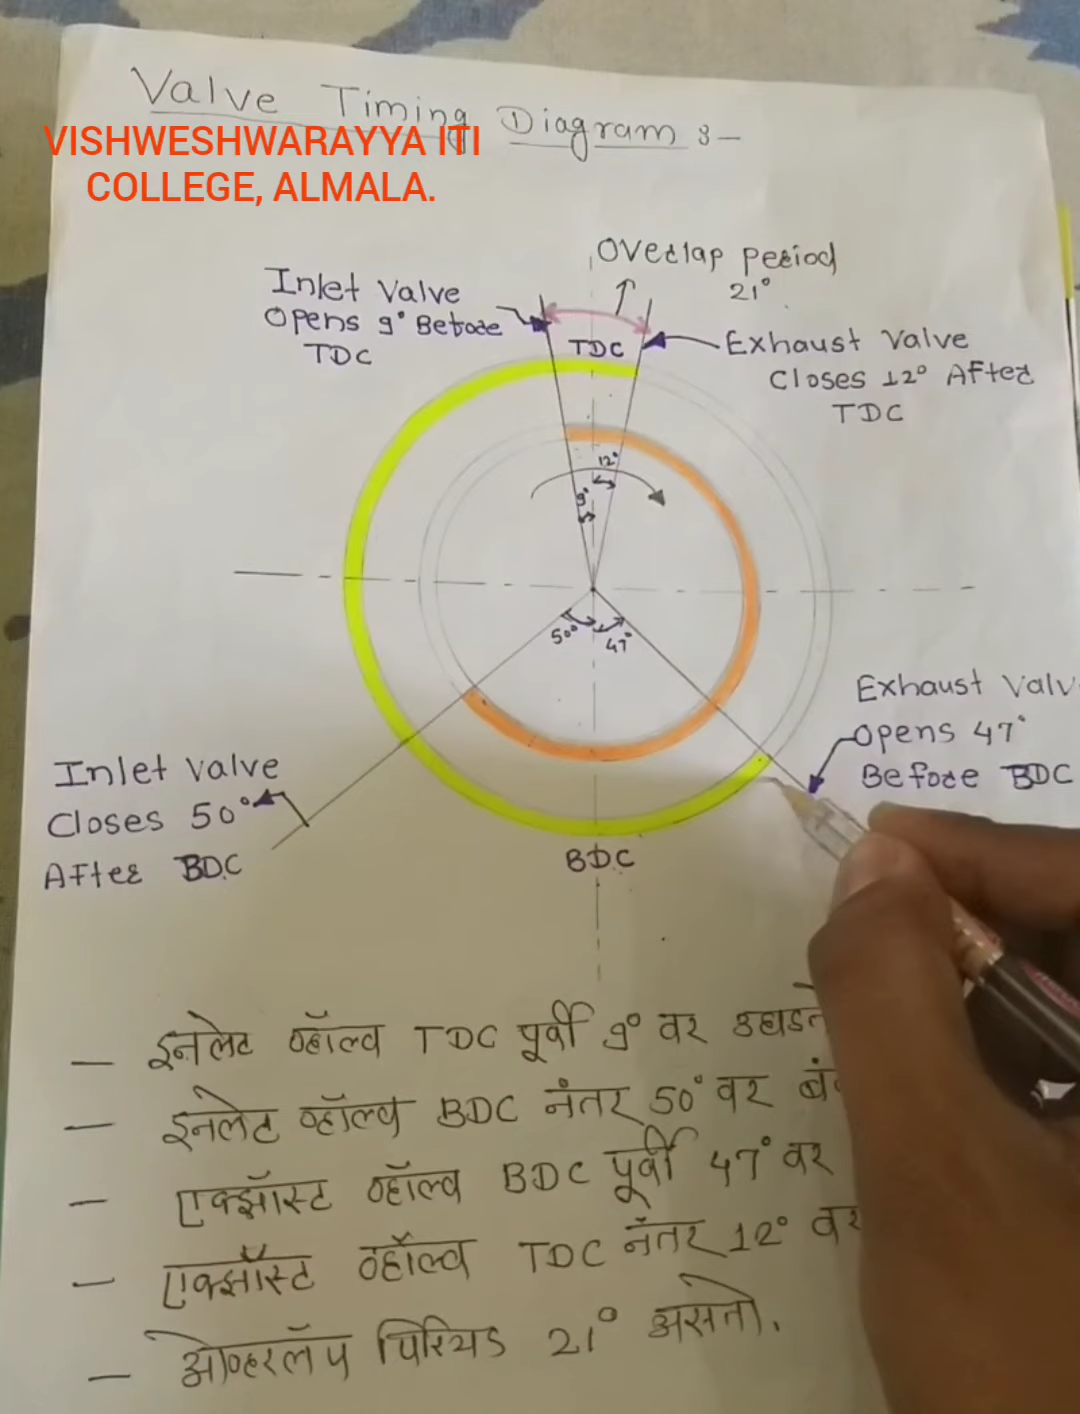 Valve Timing Diagram :-
VISHWESHWARAYYA ITI
COLLEGE, ALMALA.
Overlap Period
21°
Inlet Valve
Opens 9° Before
TDC
TDC
Exhaust Valve
Closes 12° After
TDC
12°
9°
50°
47°
Exhaust Valv
Opens 47°
Before BDC
Inlet Valve
Closes 50°
After BDC
BDC
— इनलेट व्हॉल्व TDC पूर्वी 9° वर उघडते
— इनलेट व्हॉल्व BDC नंतर 50° वर बं
— एक्झॉस्ट व्हॉल्व BDC पूर्वी 47° वर
— एक्झॉस्ट व्हॉल्व TDC नंतर 12° वर
— ओव्हरलॅप पिरियड 21° असतो.